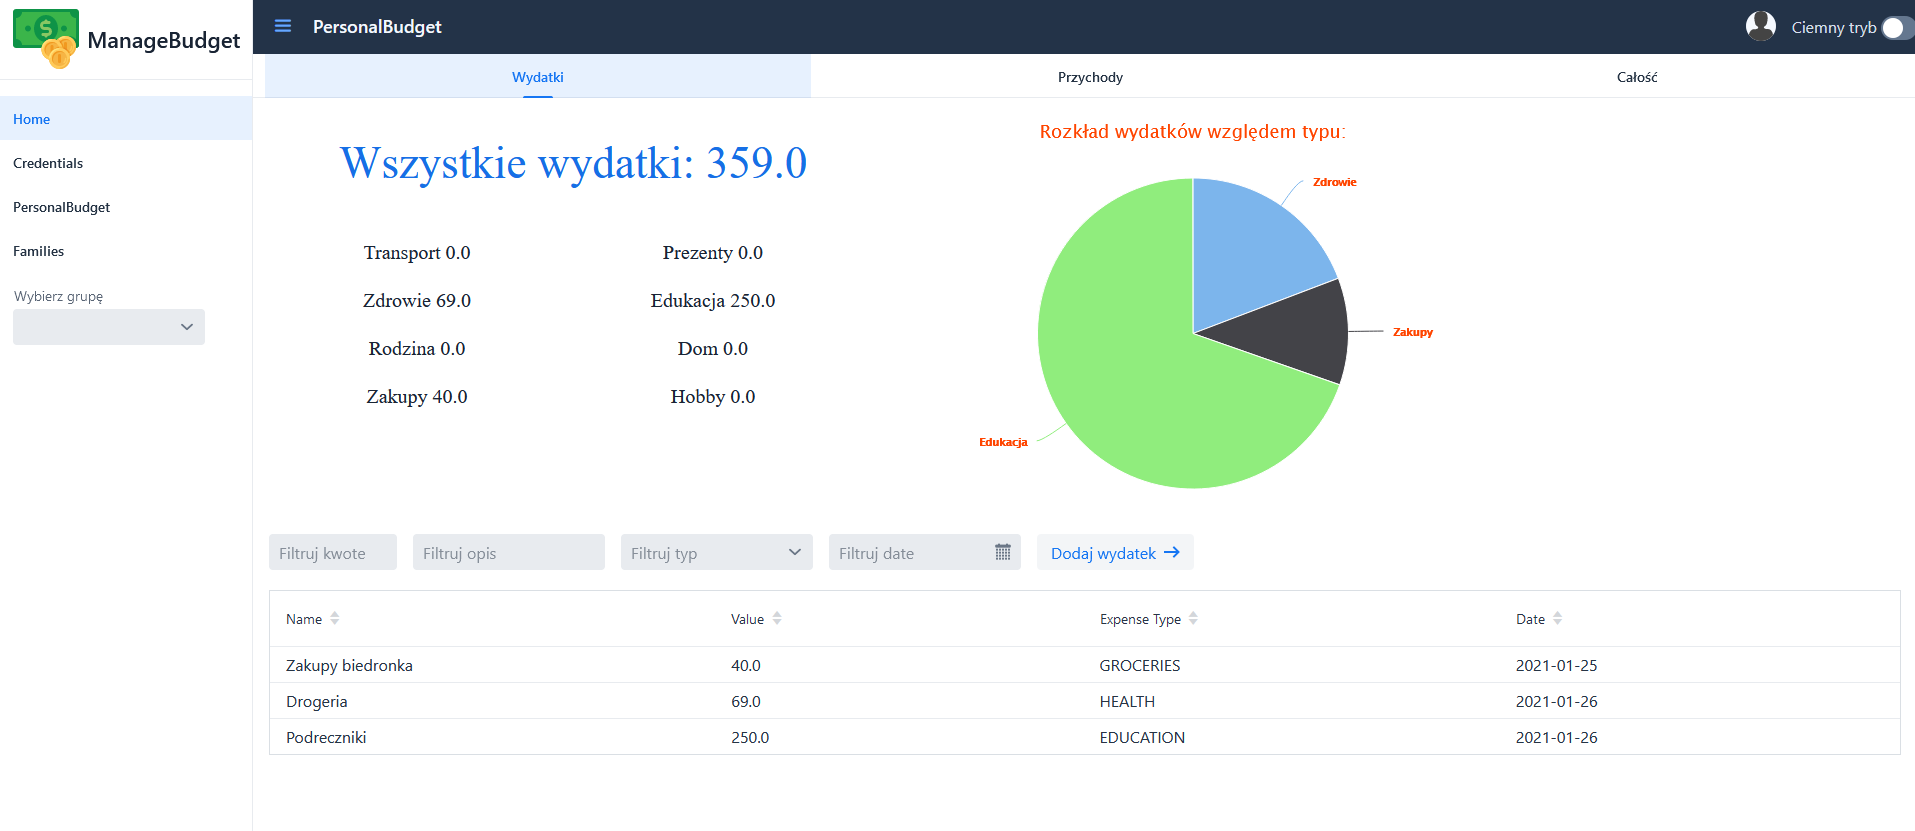 ManageBudget
PersonalBudget
Ciemny tryb
Home
Credentials
PersonalBudget
Families
Wybierz grupę
Wydatki
Przychody
Całość
Wszystkie wydatki: 359.0
Transport 0.0
Prezenty 0.0
Zdrowie 69.0
Edukacja 250.0
Rodzina 0.0
Dom 0.0
Zakupy 40.0
Hobby 0.0
Rozkład wydatków względem typu:
Zdrowie
Zakupy
Edukacja
Filtruj kwote
Filtruj opis
Filtruj typ
Filtruj date
Dodaj wydatek →
Name Value Expense Type Date
Zakupy biedronka 40.0 GROCERIES 2021-01-25
Drogeria 69.0 HEALTH 2021-01-26
Podreczniki 250.0 EDUCATION 2021-01-26